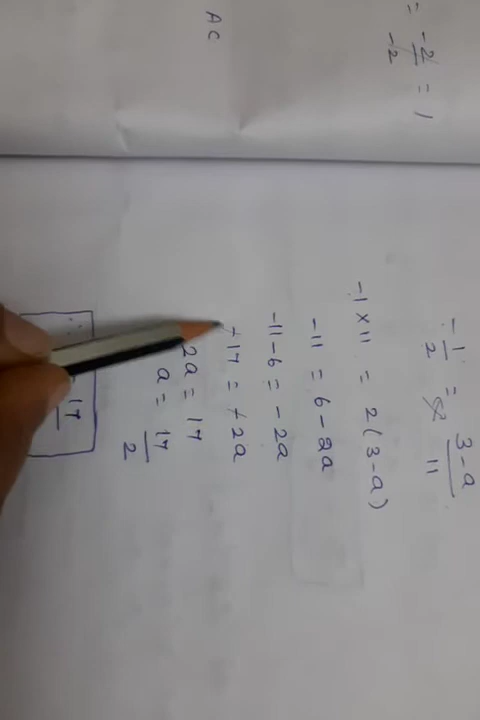 = -2/-2 = 1
AC
-1/2 = 3-a/11
-1 x 11 = 2(3-a)
-11 = 6-2a
-11-6 = -2a
-17 = -2a
2a = 17
a = 17/2
17